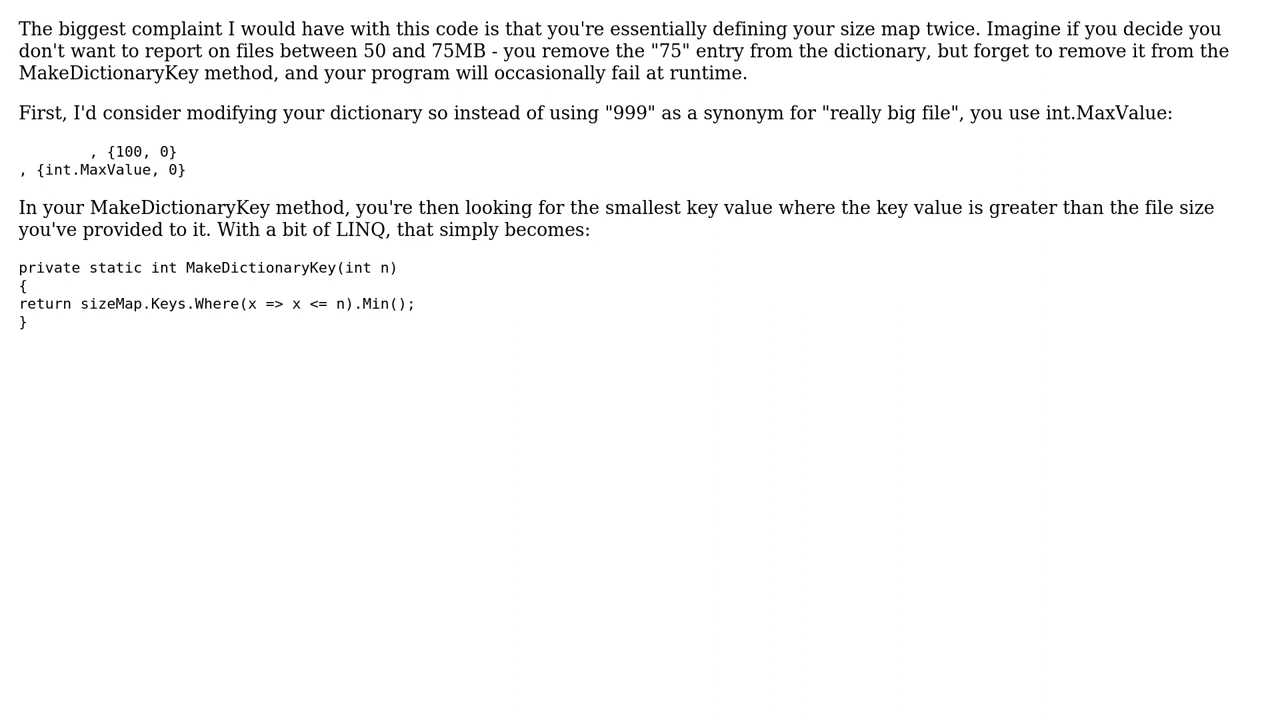 The biggest complaint I would have with this code is that you're essentially defining your size map twice. Imagine if you decide you
don't want to report on files between 50 and 75MB - you remove the "75" entry from the dictionary, but forget to remove it from the
MakeDictionaryKey method, and your program will occasionally fail at runtime.
First, I'd consider modifying your dictionary so instead of using "999" as a synonym for "really big file", you use int.MaxValue:
, {100, 0}
, {int.MaxValue, 0}
In your MakeDictionaryKey method, you're then looking for the smallest key value where the key value is greater than the file size
you've provided to it. With a bit of LINQ, that simply becomes:
private static int MakeDictionaryKey(int n)
{
return sizeMap.Keys.Where(x => x <= n).Min();
}